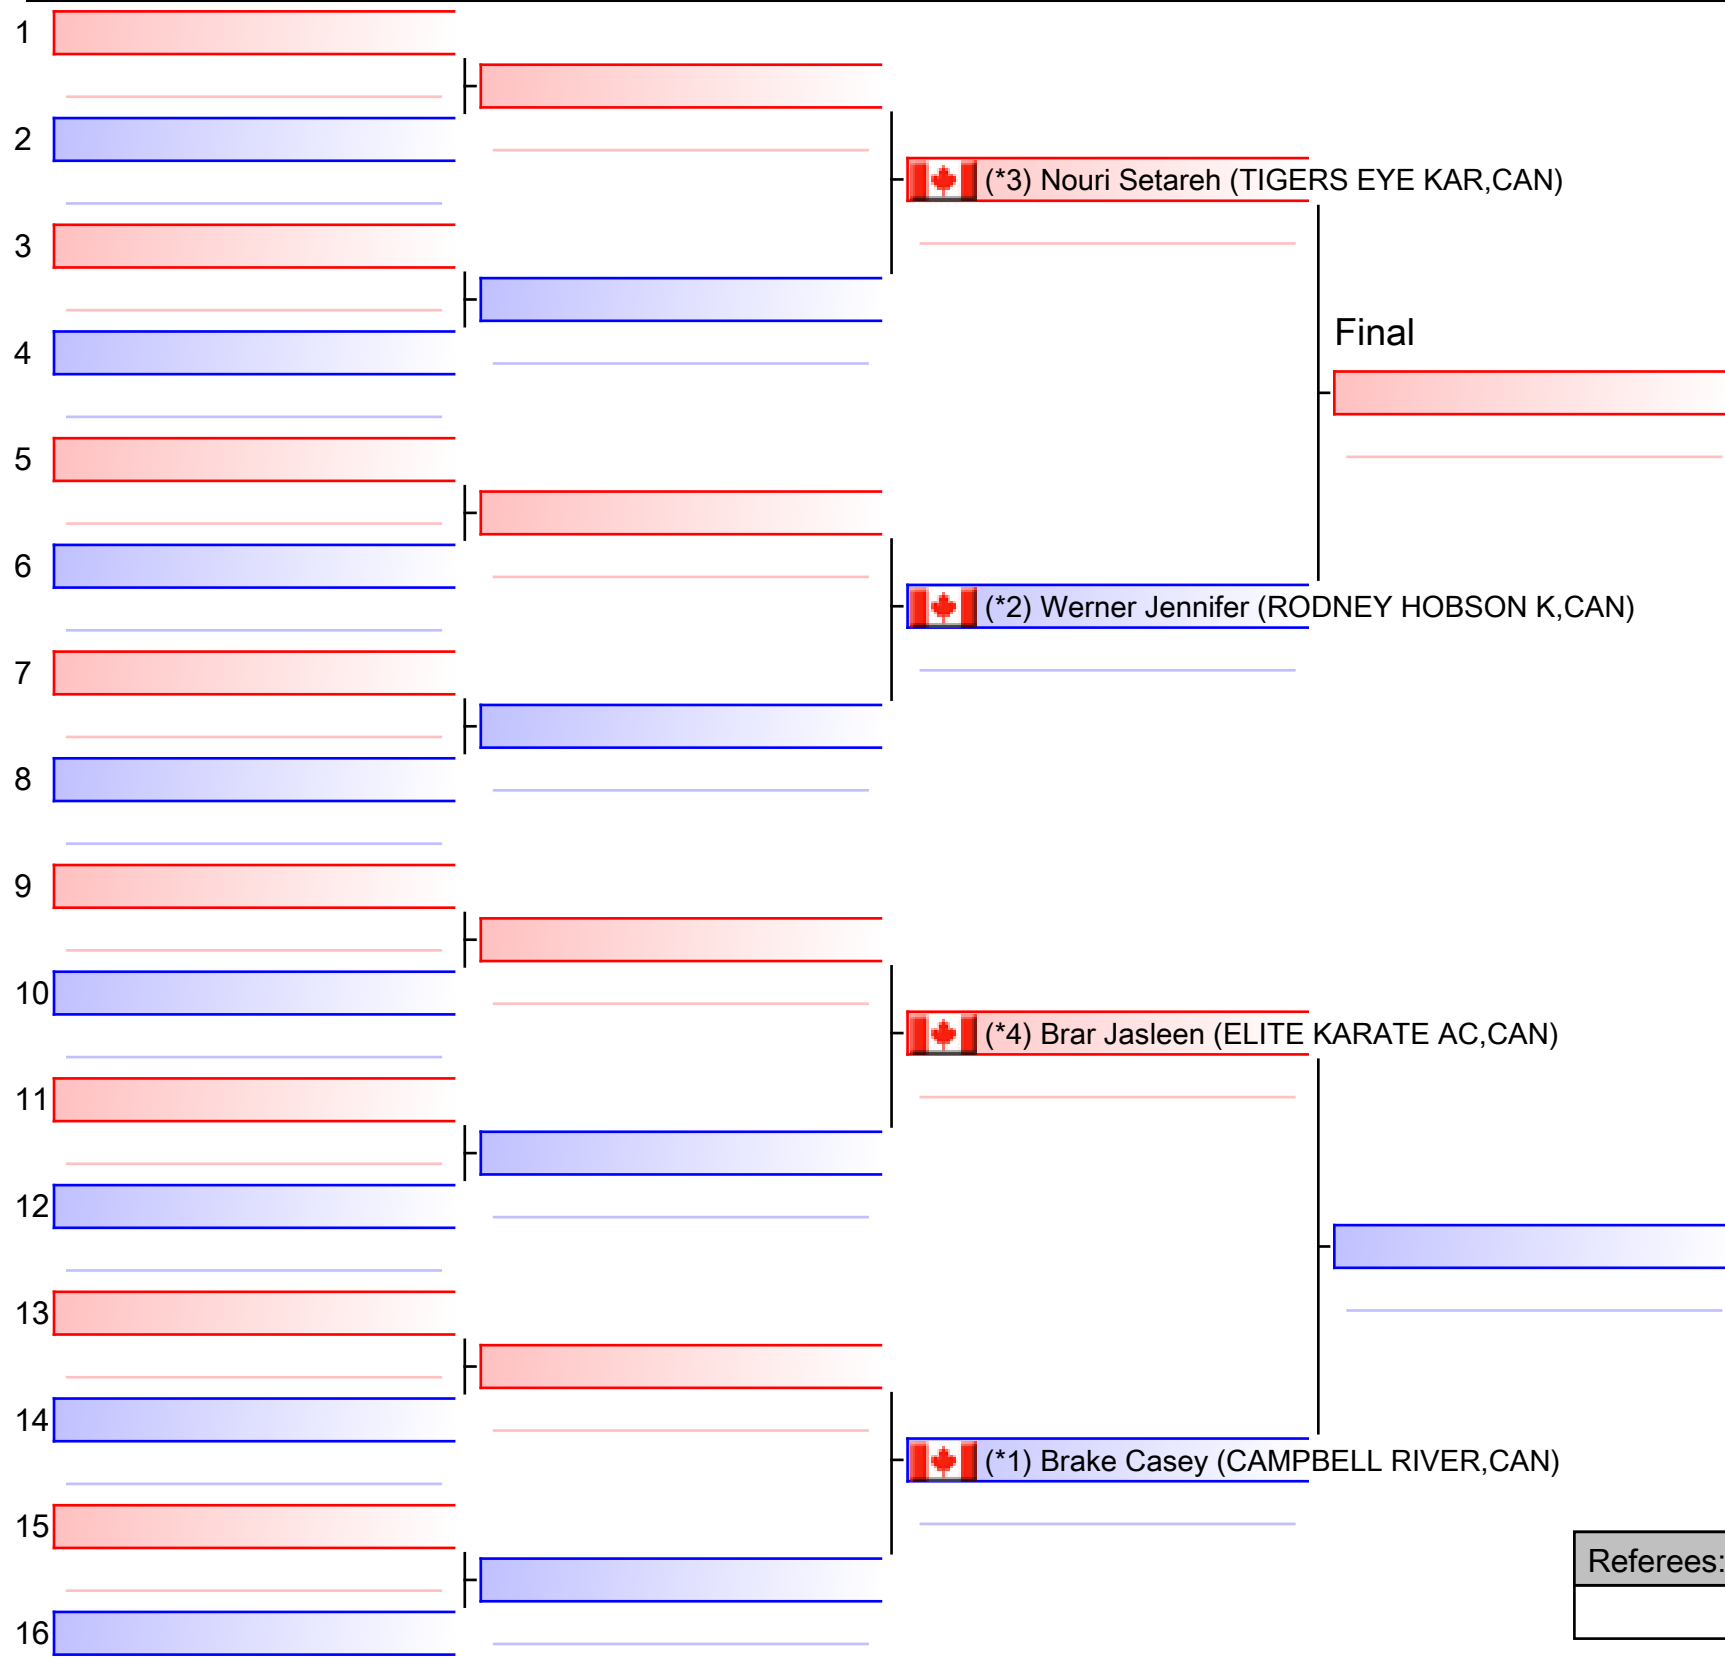 1
2
(*3) Nouri Setareh (TIGERS EYE KAR,CAN)
3
Final
4
5
6
(*2) Werner Jennifer (RODNEY HOBSON K,CAN)
7
8
9
10
(*4) Brar Jasleen (ELITE KARATE AC,CAN)
11
12
13
14
(*1) Brake Casey (CAMPBELL RIVER,CAN)
15
Referees:
16